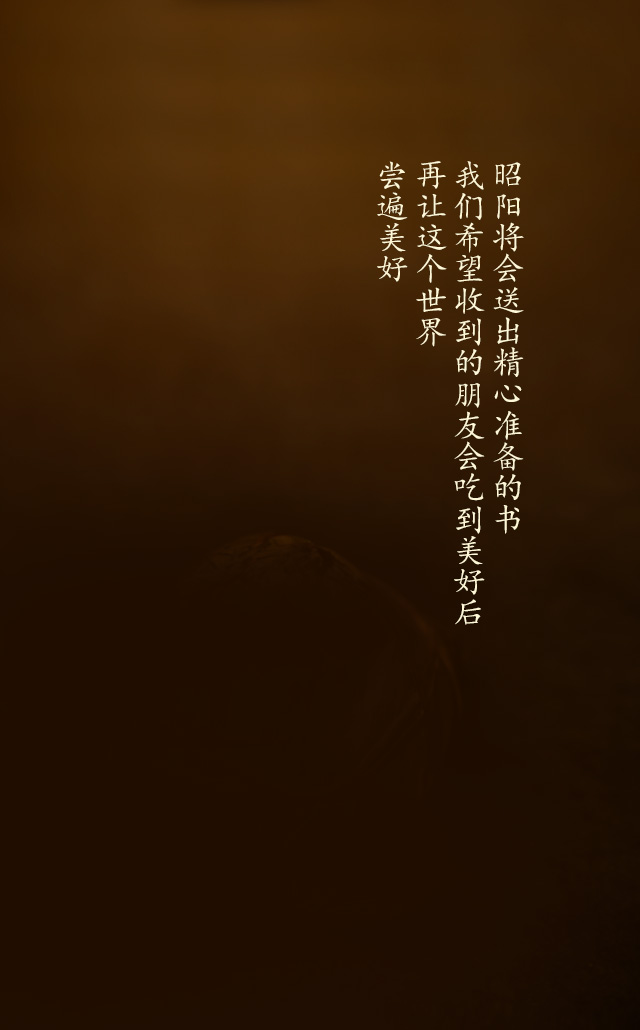 昭阳将会送出精心准备的书
我们希望收到的朋友会吃到美好后
再让这个世界
尝遍美好